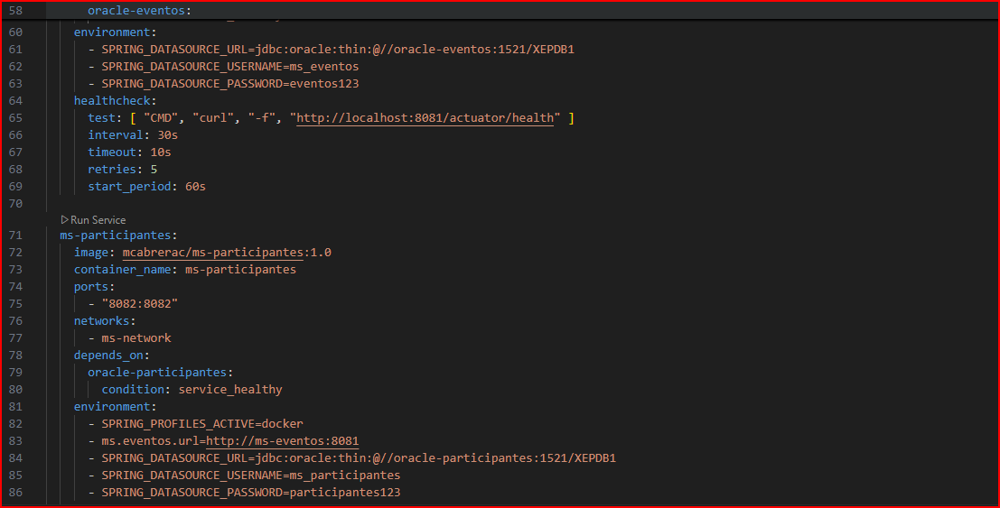 58 oracle-eventos:
60 environment:
61 - SPRING_DATASOURCE_URL=jdbc:oracle:thin:@//oracle-eventos:1521/XEPDB1
62 - SPRING_DATASOURCE_USERNAME=ms_eventos
63 - SPRING_DATASOURCE_PASSWORD=eventos123
64 healthcheck:
65 test: [ "CMD", "curl", "-f", "http://localhost:8081/actuator/health" ]
66 interval: 30s
67 timeout: 10s
68 retries: 5
69 start_period: 60s
70
Run Service
71 ms-participantes:
72 image: mcabrerac/ms-participantes:1.0
73 container_name: ms-participantes
74 ports:
75 - "8082:8082"
76 networks:
77 - ms-network
78 depends_on:
79 oracle-participantes:
80 condition: service_healthy
81 environment:
82 - SPRING_PROFILES_ACTIVE=docker
83 - ms.eventos.url=http://ms-eventos:8081
84 - SPRING_DATASOURCE_URL=jdbc:oracle:thin:@//oracle-participantes:1521/XEPDB1
85 - SPRING_DATASOURCE_USERNAME=ms_participantes
86 - SPRING_DATASOURCE_PASSWORD=participantes123